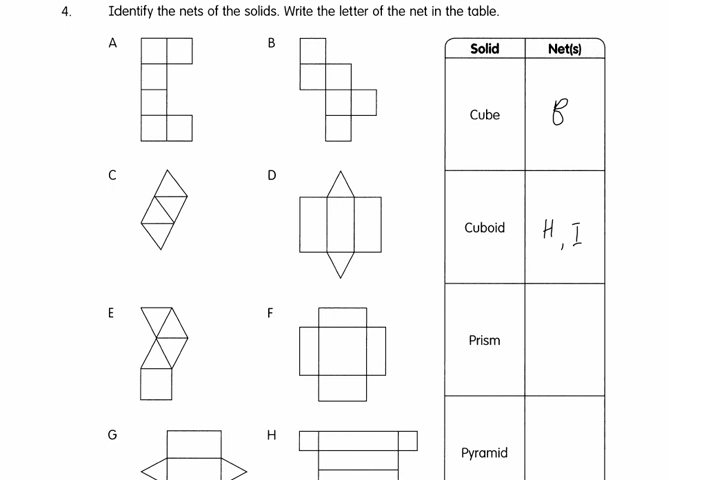 4. Identify the nets of the solids. Write the letter of the net in the table.
A
B
Solid
Net(s)
Cube
B
C
D
Cuboid
H, I
E
F
Prism
G
H
Pyramid